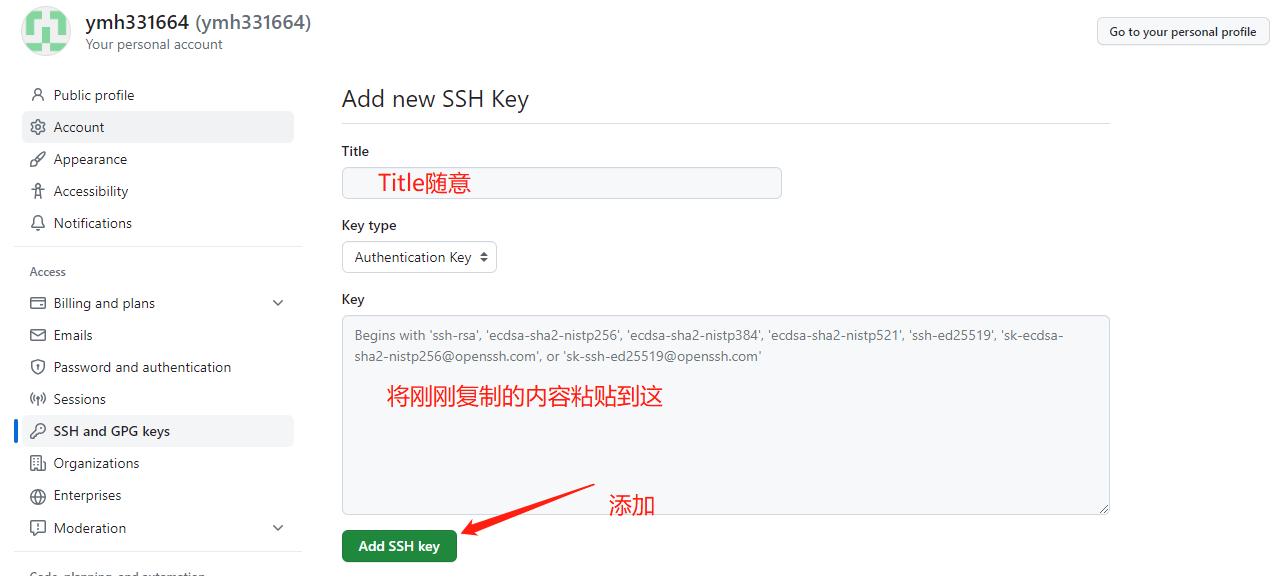 ymh331664 (ymh331664)
Your personal account
Go to your personal profile
Public profile
Account
Appearance
Accessibility
Notifications
Access
Billing and plans
Emails
Password and authentication
Sessions
SSH and GPG keys
Organizations
Enterprises
Moderation
Code, planning, and automation
Add new SSH Key
Title
Title随意
Key type
Authentication Key
Key
Begins with 'ssh-rsa', 'ecdsa-sha2-nistp256', 'ecdsa-sha2-nistp384', 'ecdsa-sha2-nistp521', 'ssh-ed25519', 'sk-ecdsa-
sha2-nistp256@openssh.com', or 'sk-ssh-ed25519@openssh.com'
将刚刚复制的内容粘贴到这
添加
Add SSH key